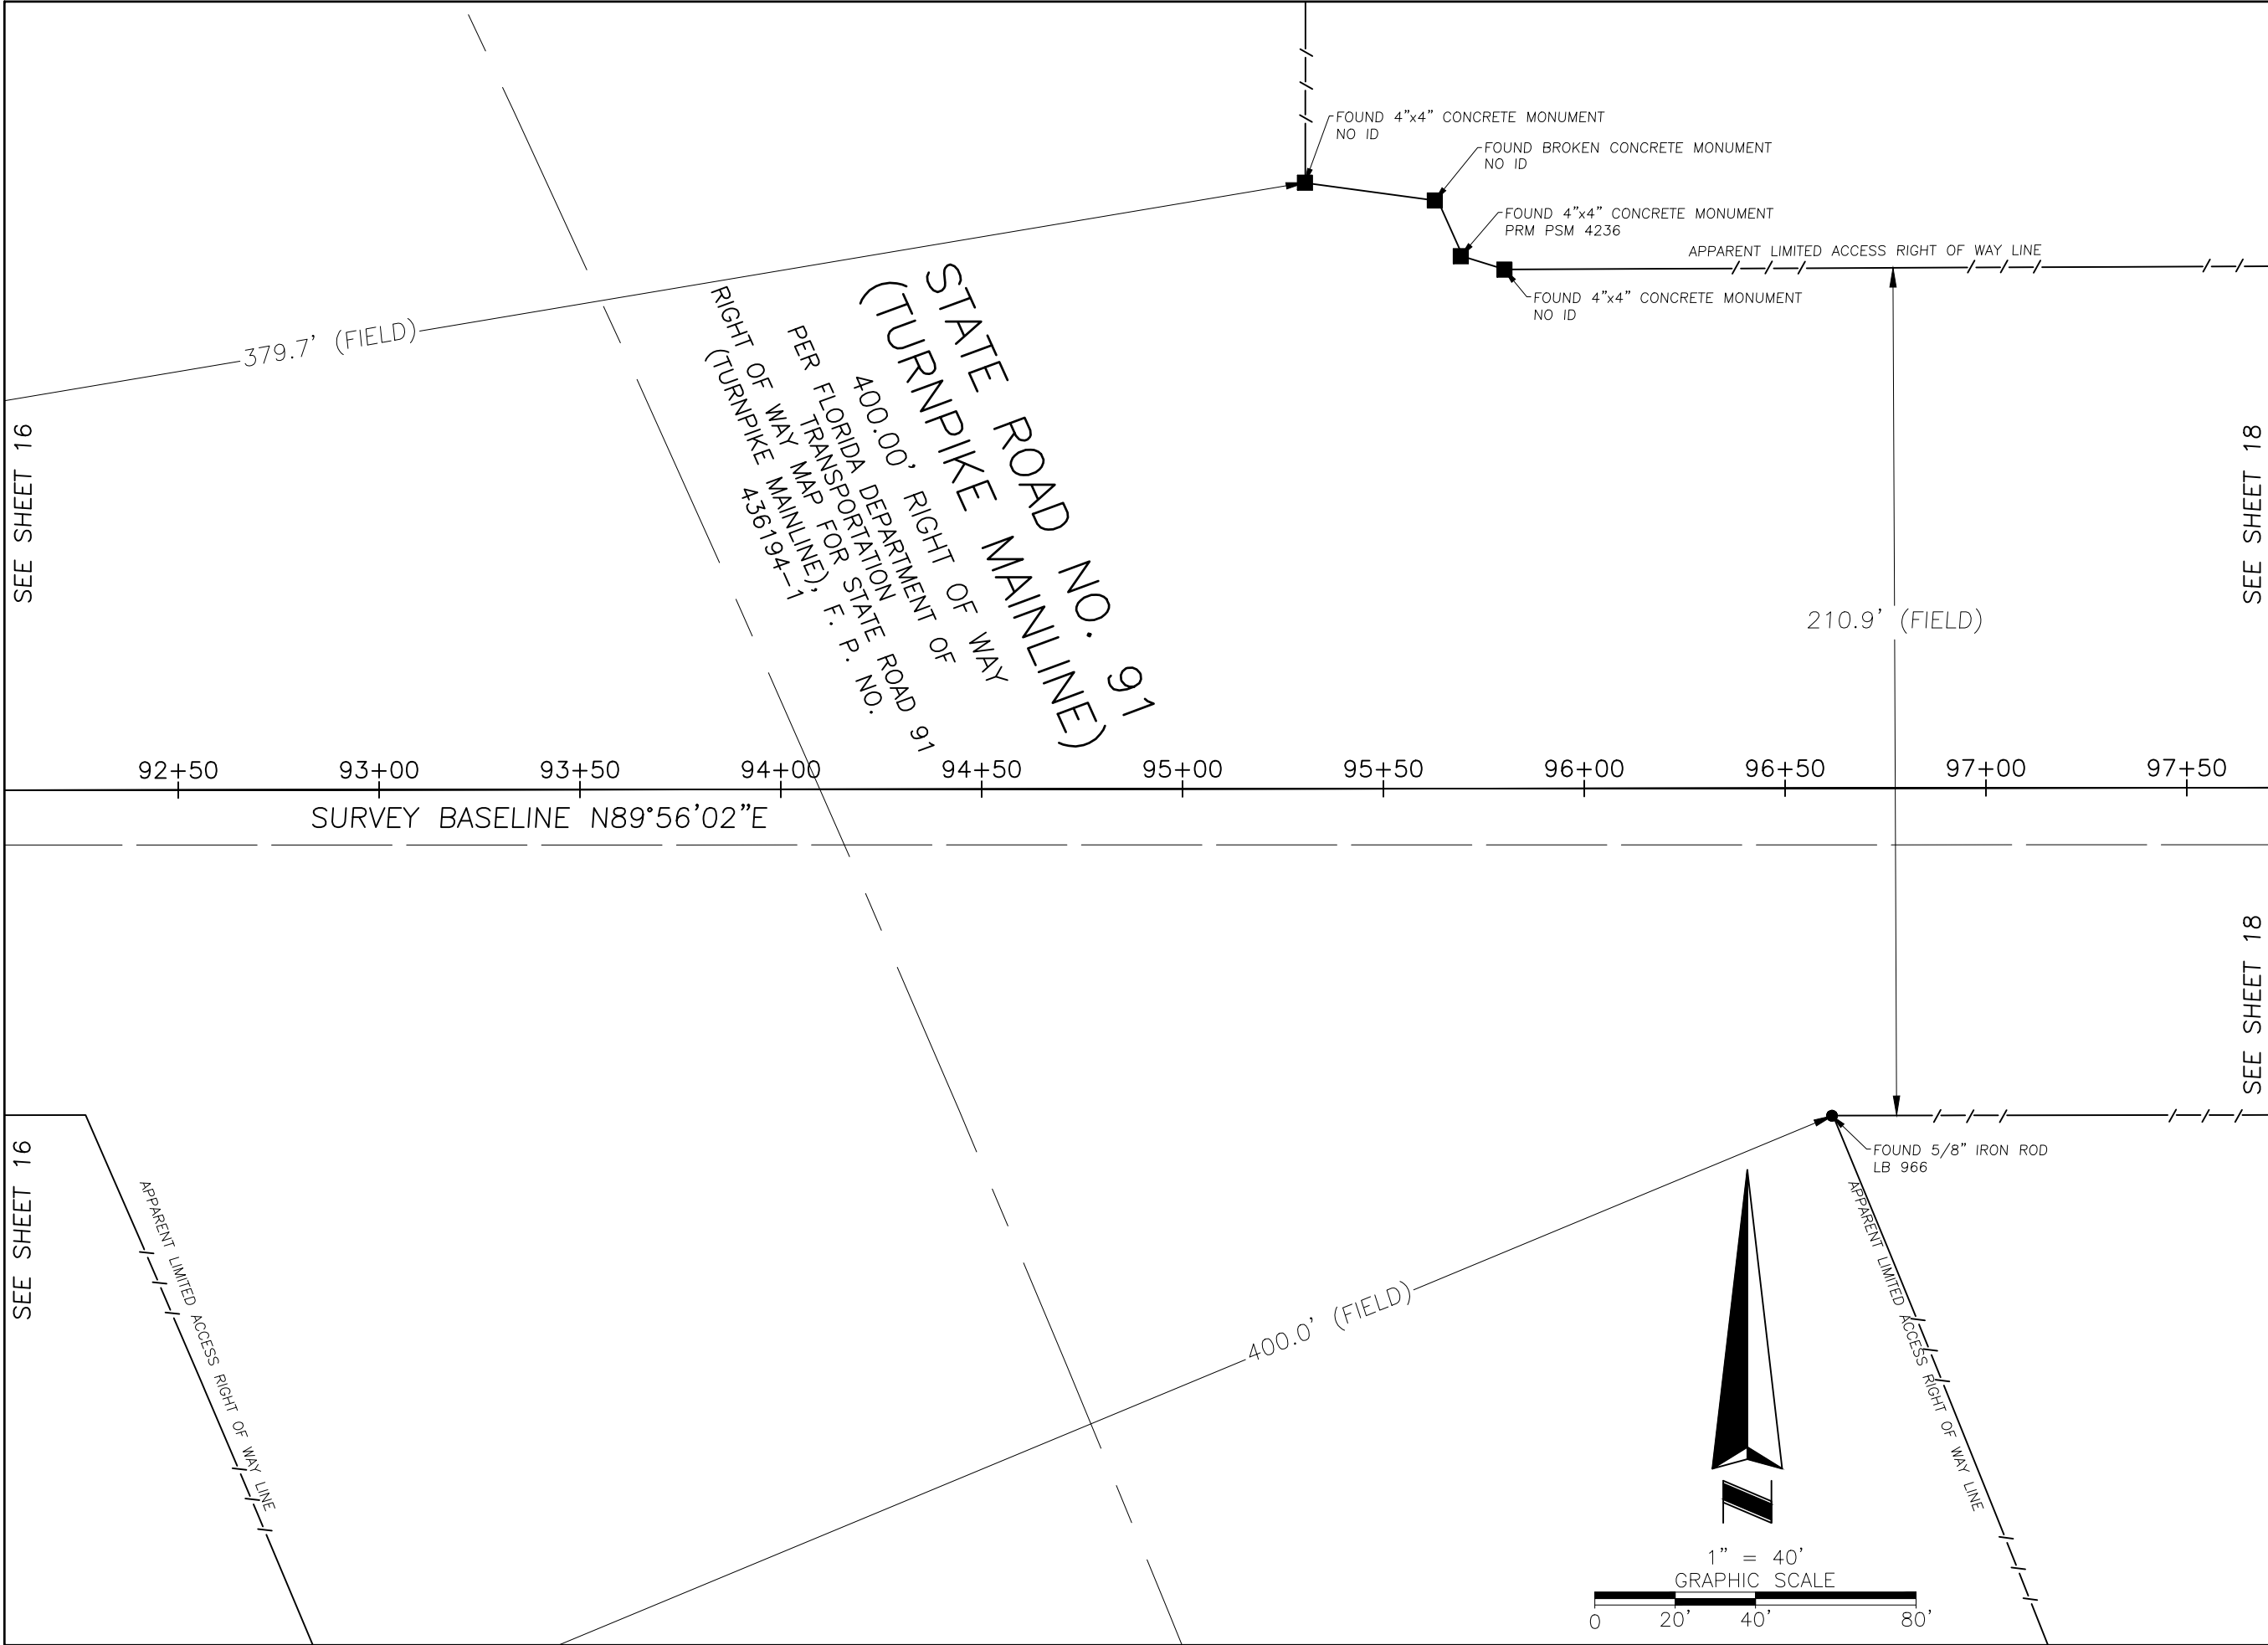 FOUND 4"x4" CONCRETE MONUMENT
NO ID
FOUND BROKEN CONCRETE MONUMENT
NO ID
FOUND 4"x4" CONCRETE MONUMENT
PRM PSM 4236
APPARENT LIMITED ACCESS RIGHT OF WAY LINE
FOUND 4"x4" CONCRETE MONUMENT
NO ID
379.7' (FIELD)
STATE ROAD NO. 91
(TURNPIKE MAINLINE)
400.00' RIGHT OF WAY
PER FLORIDA DEPARTMENT OF
TRANSPORTATION
RIGHT OF WAY MAP FOR STATE ROAD 91
(TURNPIKE MAINLINE), F. P. NO.
436194-1
SEE SHEET 16
SEE SHEET 18
210.9' (FIELD)
92+50 93+00 93+50 94+00 94+50 95+00 95+50 96+00 96+50 97+00 97+50
SURVEY BASELINE N89°56'02"E
SEE SHEET 18
SEE SHEET 16
APPARENT LIMITED ACCESS RIGHT OF WAY LINE
FOUND 5/8" IRON ROD
LB 966
APPARENT LIMITED ACCESS RIGHT OF WAY LINE
400.0' (FIELD)
N
1" = 40'
GRAPHIC SCALE
0 20' 40' 80'